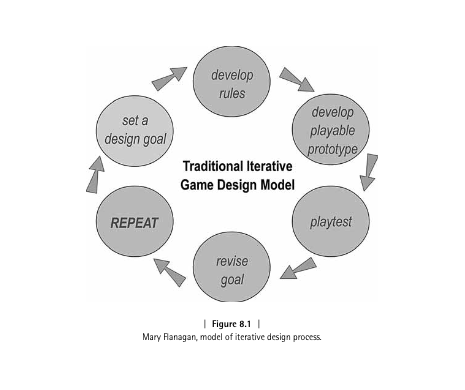 develop
rules
set a
design goal
develop
playable
prototype
Traditional Iterative
Game Design Model
REPEAT
playtest
revise
goal
| Figure 8.1 |
Mary Flanagan, model of iterative design process.